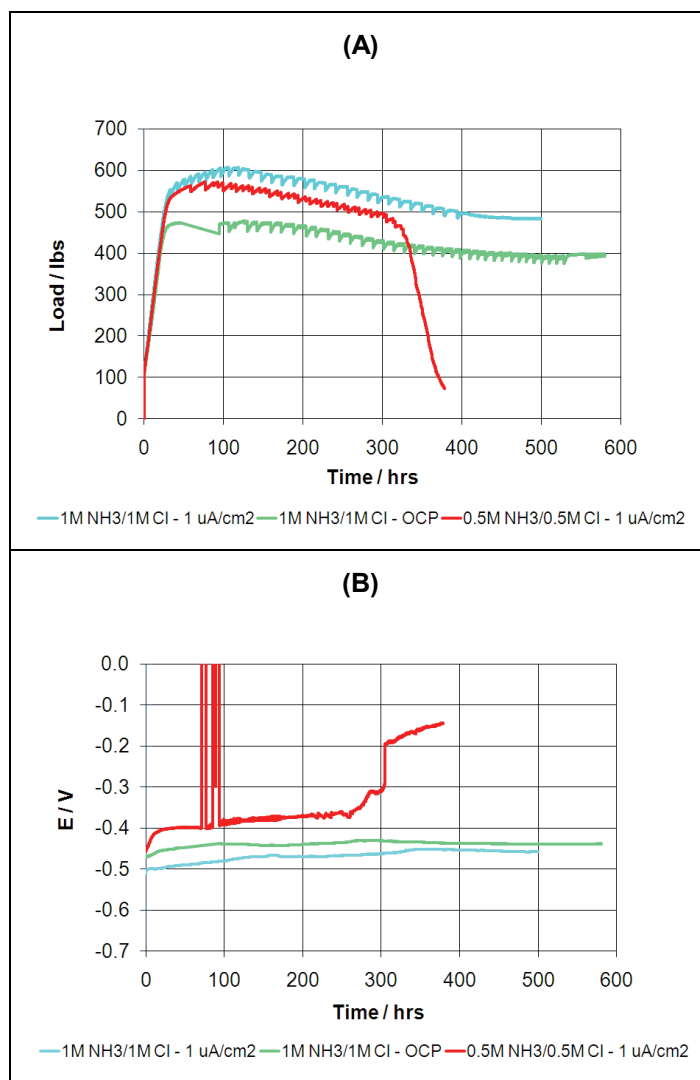 (A)
700
600
500
400
300
200
100
0
Load / lbs
0 100 200 300 400 500 600
Time / hrs
1M NH3/1M Cl - 1 uA/cm2 1M NH3/1M Cl - OCP 0.5M NH3/0.5M Cl - 1 uA/cm2
(B)
0.0
-0.1
-0.2
-0.3
-0.4
-0.5
-0.6
-0.7
E / V
0 100 200 300 400 500 600
Time / hrs
1M NH3/1M Cl - 1 uA/cm2 1M NH3/1M Cl - OCP 0.5M NH3/0.5M Cl - 1 uA/cm2